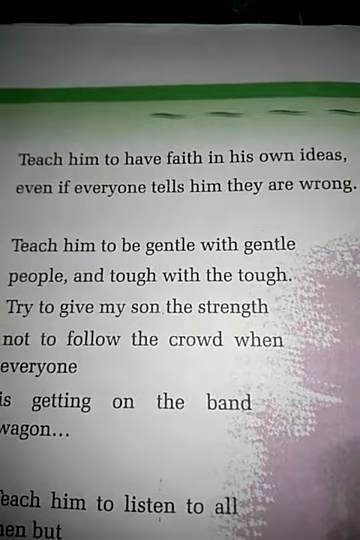 Teach him to have faith in his own ideas,
even if everyone tells him they are wrong.
Teach him to be gentle with gentle
people, and tough with the tough.
Try to give my son the strength
not to follow the crowd when
everyone
is getting on the band
wagon...
Teach him to listen to all
men but